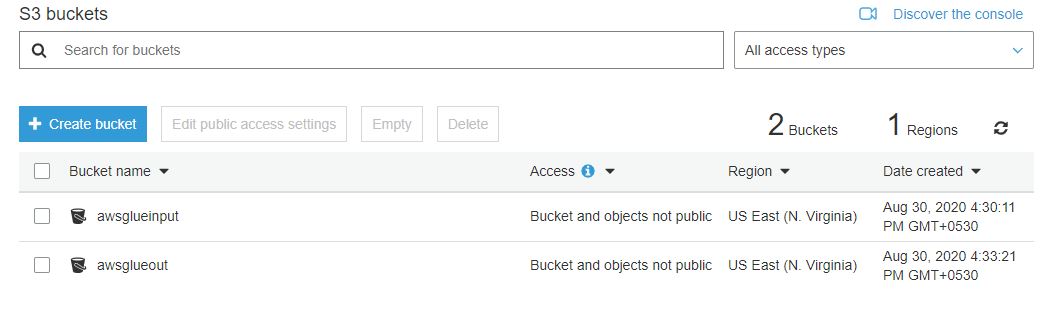 S3 buckets
Discover the console
Search for buckets
All access types
Create bucket
Edit public access settings
Empty
Delete
2 Buckets
1 Regions
Bucket name
Access
Region
Date created
awsglueinput
Bucket and objects not public
US East (N. Virginia)
Aug 30, 2020 4:30:11
PM GMT+0530
awsglueout
Bucket and objects not public
US East (N. Virginia)
Aug 30, 2020 4:33:21
PM GMT+0530